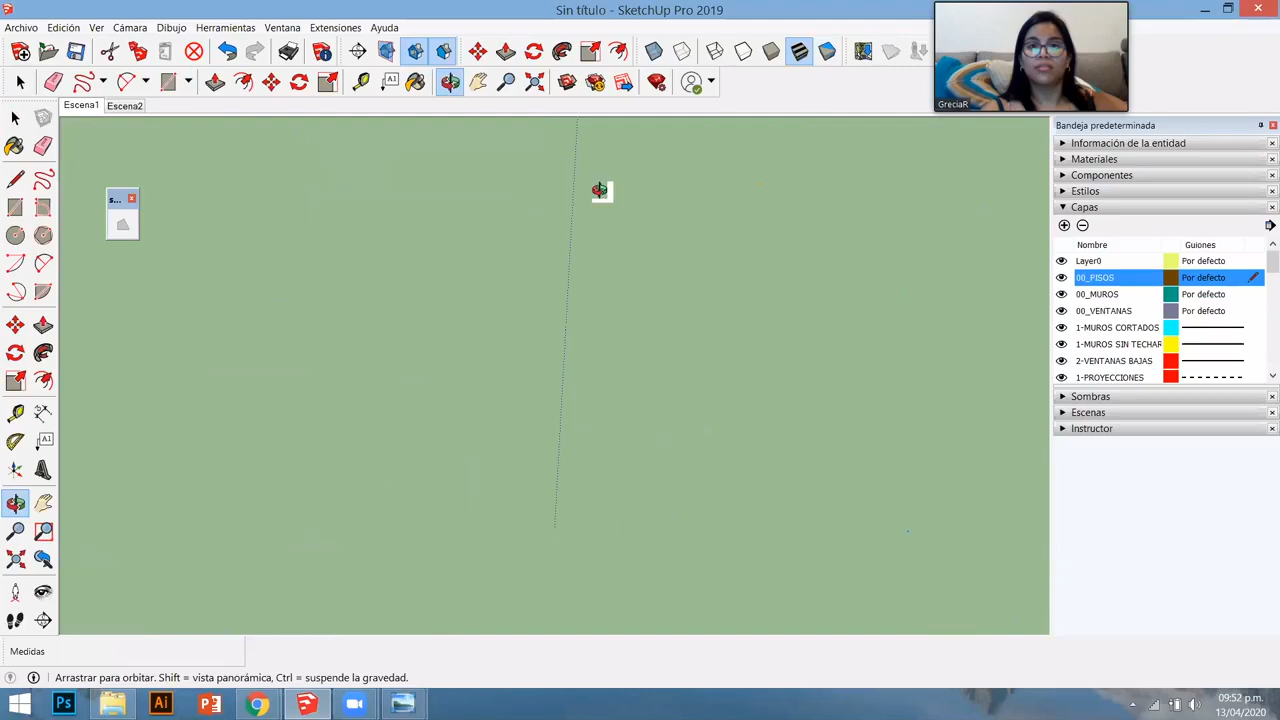 Sin título - SketchUp Pro 2019
Archivo Edición Ver Cámara Dibujo Herramientas Ventana Extensiones Ayuda
GreciaR
Escena1 Escena2
Bandeja predeterminada
Información de la entidad
Materiales
Componentes
Estilos
Capas
Nombre Guiones
Layer0 Por defecto
00_PISOS Por defecto
00_MUROS Por defecto
00_VENTANAS Por defecto
1-MUROS CORTADOS
1-MUROS SIN TECHAR
2-VENTANAS BAJAS
1-PROYECCIONES
Sombras
Escenas
Instructor
s...
Medidas
Arrastrar para orbitar. Shift = vista panorámica, Ctrl = suspende la gravedad.
Ps
Ai
09:52 p.m.
13/04/2020